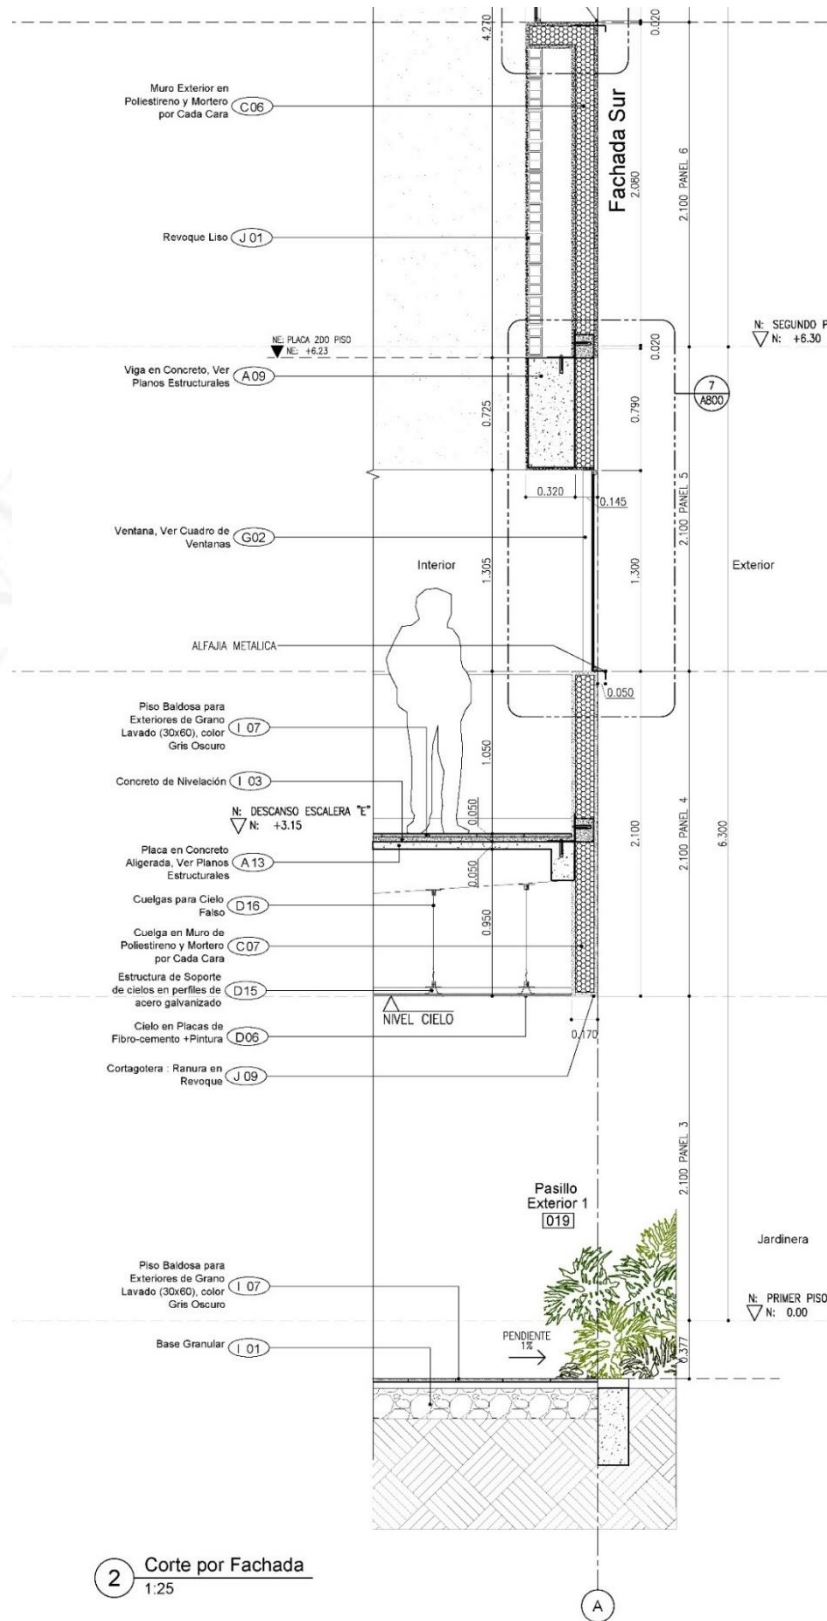 4.270
0.020
Muro Exterior en
Poliestireno y Mortero
por Cada Cara
C06
Fachada Sur
2.080
2.100 PANEL 6
Revoque Liso
J 01
NE: PLACA 2DO PISO
NE: +6.23
0.020
N: SEGUNDO P
N: +6.30
Viga en Concreto, Ver
Planos Estructurales
A09
7
A800
0.725
0.790
0.320
0.145
2.100 PANEL 5
Ventana, Ver Cuadro de
Ventanas
G02
Interior
Exterior
1.305
1.300
ALFAJIA METALICA
0.050
Piso Baldosa para
Exteriores de Grano
Lavado (30x60), color
Gris Oscuro
I 07
1.050
Concreto de Nivelación
I 03
N: DESCANSO ESCALERA "E"
N: +3.15
0.050
2.100
2.100 PANEL 4
6.300
Placa en Concreto
Aligerada, Ver Planos
Estructurales
A13
0.050
Cuelgas para Cielo
Falso
D16
0.950
Cuelga en Muro de
Poliestireno y Mortero
por Cada Cara
C07
Estructura de Soporte
de cielos en perfiles de
acero galvanizado
D15
NIVEL CIELO
Cielo en Placas de
Fibro-cemento +Pintura
D06
0.170
Cortagotera : Ranura en
Revoque
J 09
2.100 PANEL 3
Pasillo
Exterior 1
019
Jardinera
Piso Baldosa para
Exteriores de Grano
Lavado (30x60), color
Gris Oscuro
I 07
N: PRIMER PISO
N: 0.00
Base Granular
I 01
PENDIENTE
1%
0.377
2
Corte por Fachada
1:25
A